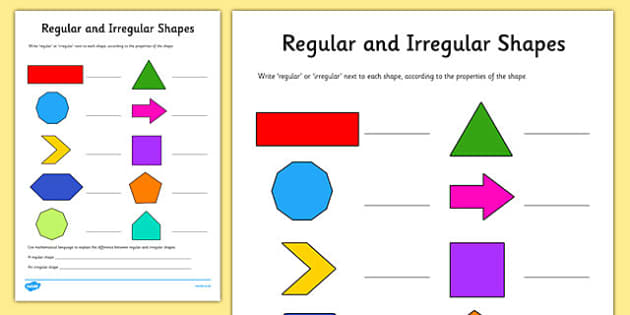 Regular and Irregular Shapes
Write 'regular' or 'irregular' next to each shape, according to the properties of the shape.
Use mathematical language to explain the difference between regular and irregular shapes.
A regular shape
An irregular shape
Regular and Irregular Shapes
Write 'regular' or 'irregular' next to each shape, according to the properties of the shape.